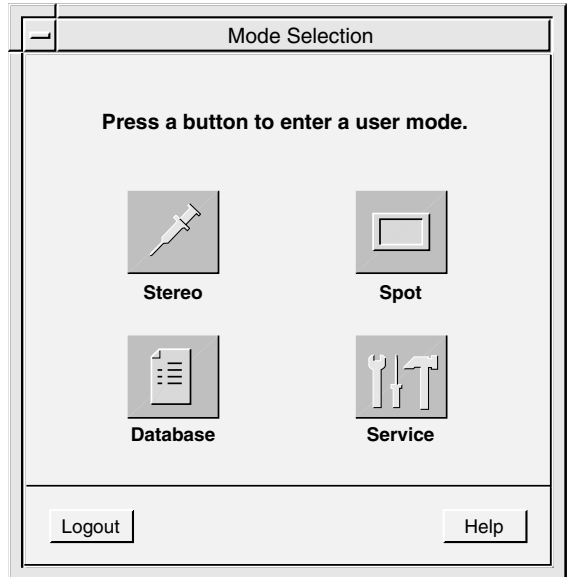 Mode Selection
Press a button to enter a user mode.
Stereo
Spot
Database
Service
Logout
Help